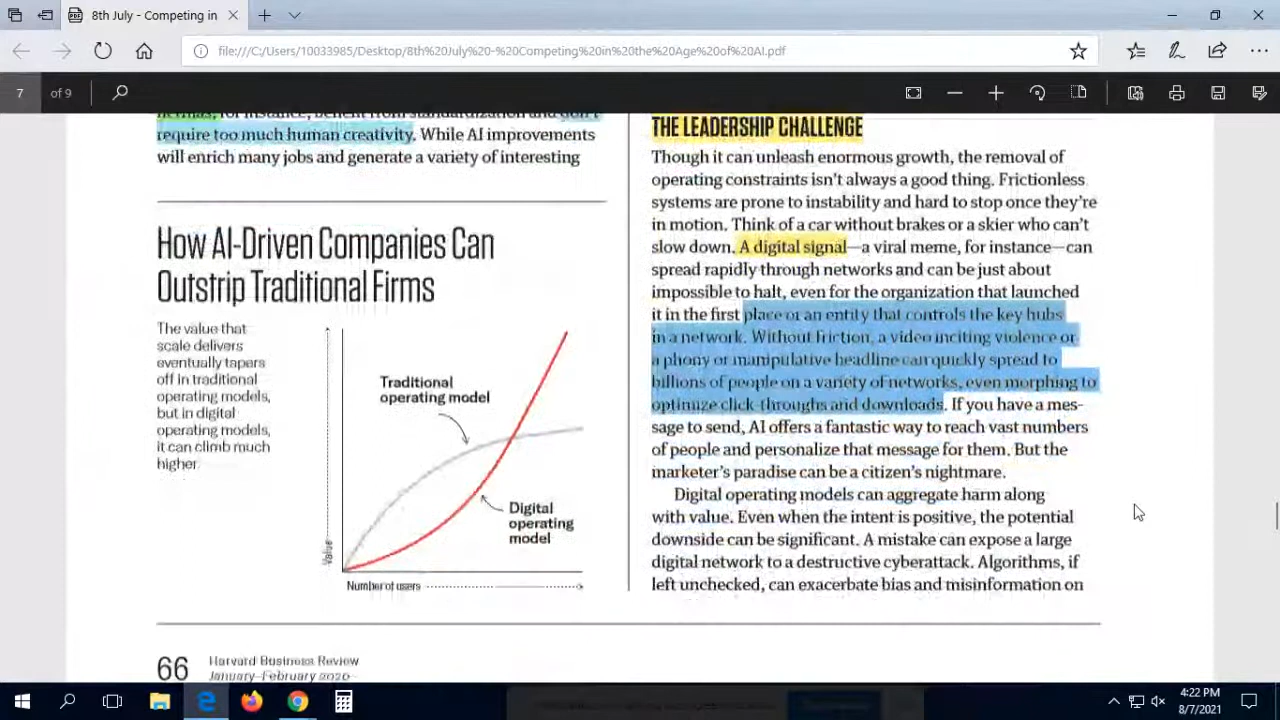 8th July - Competing in
file:///C:/Users/10033985/Desktop/8th%20July%20-%20Competing%20in%20the%20Age%20of%20AI.pdf
7 of 9
normal, for instance, benefit from standardization and don't
require too much human creativity. While AI improvements
will enrich many jobs and generate a variety of interesting
How AI-Driven Companies Can
Outstrip Traditional Firms
The value that
scale delivers
eventually tapers
off in traditional
operating models,
but in digital
operating models,
it can climb much
higher.
Traditional
operating model
Digital
operating
model
Value
Number of users
THE LEADERSHIP CHALLENGE
Though it can unleash enormous growth, the removal of
operating constraints isn't always a good thing. Frictionless
systems are prone to instability and hard to stop once they're
in motion. Think of a car without brakes or a skier who can't
slow down. A digital signal—a viral meme, for instance—can
spread rapidly through networks and can be just about
impossible to halt, even for the organization that launched
it in the first place or an entity that controls the key hubs
in a network. Without friction, a video inciting violence or
a phony or manipulative headline can quickly spread to
billions of people on a variety of networks, even morphing to
optimize click-throughs and downloads. If you have a mes-
sage to send, AI offers a fantastic way to reach vast numbers
of people and personalize that message for them. But the
marketer's paradise can be a citizen's nightmare.
Digital operating models can aggregate harm along
with value. Even when the intent is positive, the potential
downside can be significant. A mistake can expose a large
digital network to a destructive cyberattack. Algorithms, if
left unchecked, can exacerbate bias and misinformation on
66 Harvard Business Review
January–February 2020
4:22 PM
8/7/2021